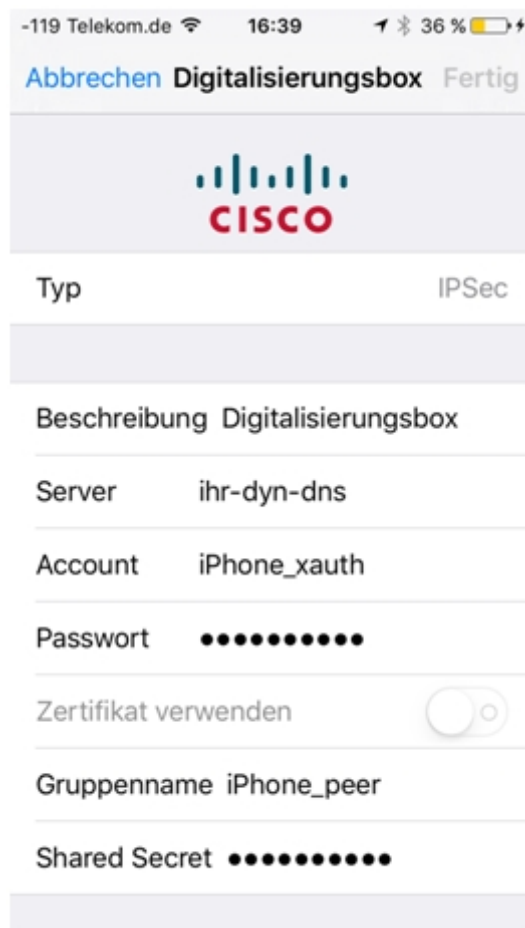 -119 Telekom.de 16:39 36 %
Abbrechen Digitalisierungsbox Fertig
CISCO
Typ IPSec
Beschreibung Digitalisierungsbox
Server ihr-dyn-dns
Account iPhone_xauth
Passwort ●●●●●●●●●●
Zertifikat verwenden
Gruppenname iPhone_peer
Shared Secret ●●●●●●●●●●